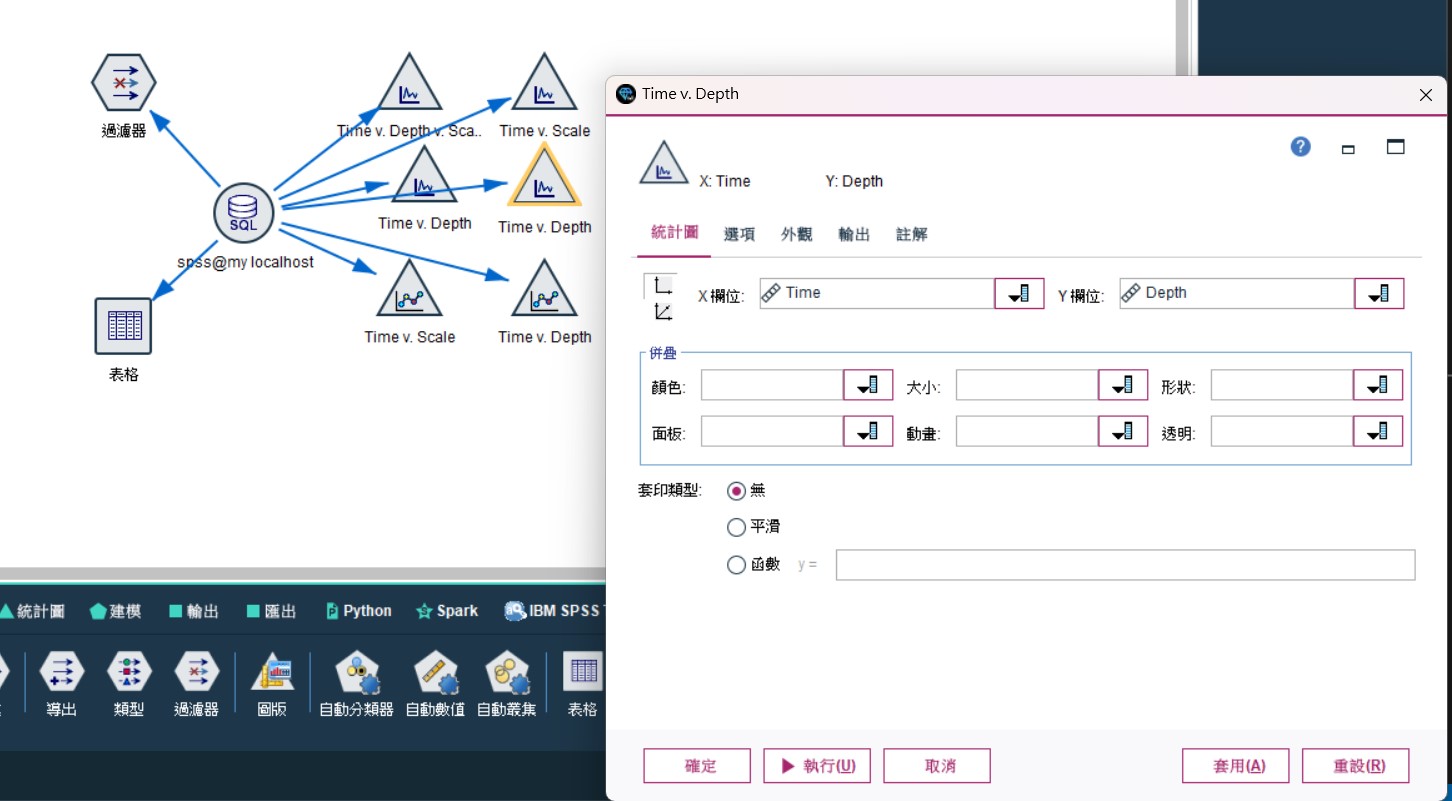 過濾器
Time v. Depth v. Sca..
Time v. Scale
SQL
Time v. Depth
Time v. Depth
spss@my localhost
Time v. Scale
Time v. Depth
表格
統計圖
建模
輸出
匯出
Python
Spark
IBM SPSS
導出
類型
過濾器
圖版
自動分類器
自動數值
自動叢集
表格
Time v. Depth
X: Time
Y: Depth
統計圖
選項
外觀
輸出
註解
X 欄位:
Time
Y 欄位:
Depth
併疊
顏色:
大小:
形狀:
面板:
動畫:
透明:
套印類型:
無
平滑
函數
y =
確定
執行(U)
取消
套用(A)
重設(R)